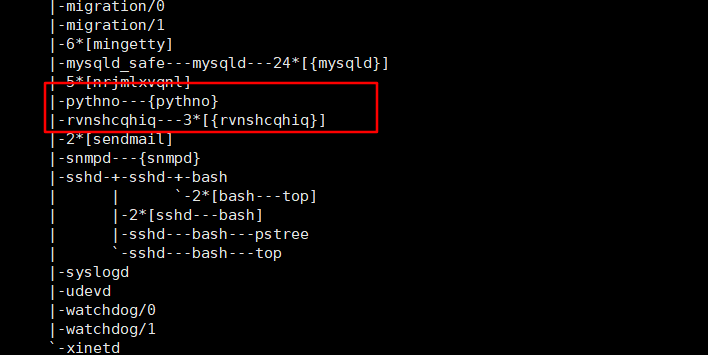 |-migration/0
|-migration/1
|-6*[mingetty]
|-mysqld_safe---mysqld---24*[{mysqld}]
|-5*[nrjmlxvqnl]
|-pythno---{pythno}
|-rvnshcqhiq---3*[{rvnshcqhiq}]
|-2*[sendmail]
|-snmpd---{snmpd}
|-sshd-+-sshd-+-bash
|      |      `-2*[bash---top]
|      |-2*[sshd---bash]
|      |-sshd---bash---pstree
|      `-sshd---bash---top
|-syslogd
|-udevd
|-watchdog/0
|-watchdog/1
`-xinetd